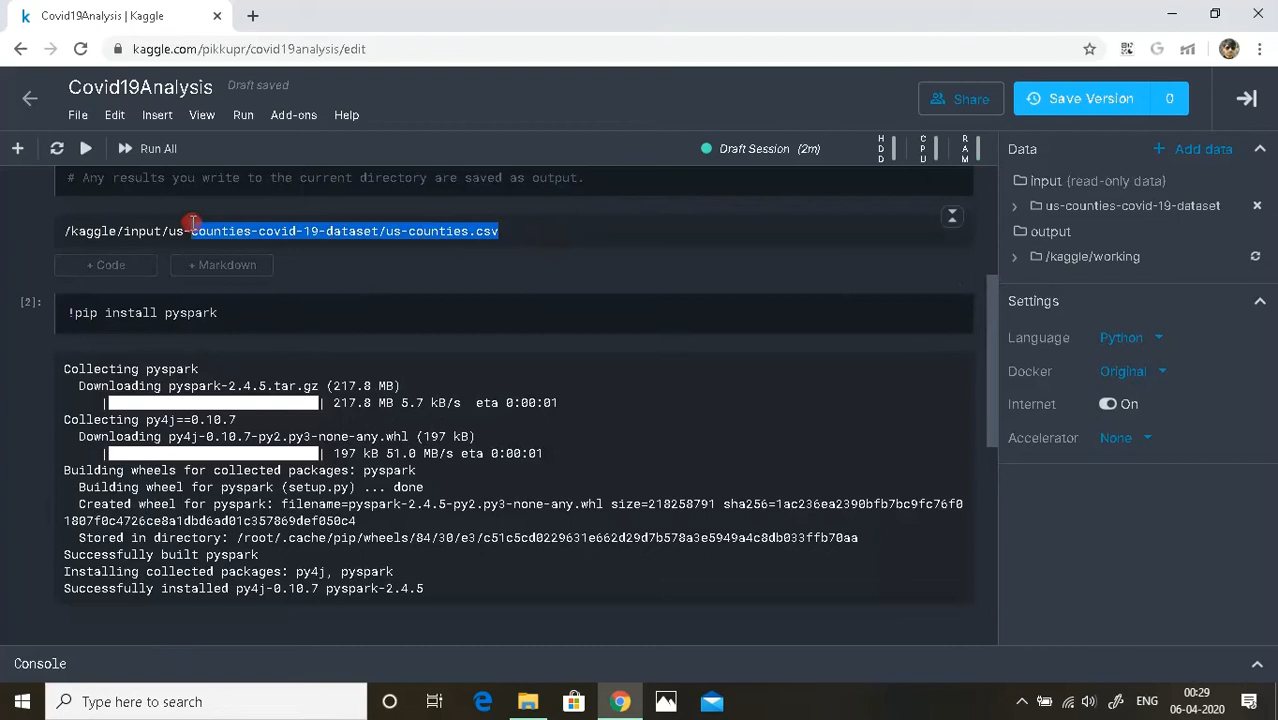 Covid19Analysis | Kaggle
kaggle.com/pikkupr/covid19analysis/edit
Covid19Analysis Draft saved
File Edit Insert View Run Add-ons Help
Share
Save Version 0
Run All
Draft Session (2m)
HDD CPU RAM
# Any results you write to the current directory are saved as output.
/kaggle/input/us-counties-covid-19-dataset/us-counties.csv
+ Code + Markdown
[2]:
!pip install pyspark
Collecting pyspark
Downloading pyspark-2.4.5.tar.gz (217.8 MB)
|| 217.8 MB 5.7 kB/s eta 0:00:01
Collecting py4j==0.10.7
Downloading py4j-0.10.7-py2.py3-none-any.whl (197 kB)
|| 197 kB 51.0 MB/s eta 0:00:01
Building wheels for collected packages: pyspark
Building wheel for pyspark (setup.py) ... done
Created wheel for pyspark: filename=pyspark-2.4.5-py2.py3-none-any.whl size=218258791 sha256=1ac236ea2390bfb7bc9fc76f0
1807f0c4726ce8a1dbd6ad01c357869def050c4
Stored in directory: /root/.cache/pip/wheels/84/30/e3/c51c5cd0229631e662d29d7b578a3e5949a4c8db033ffb70aa
Successfully built pyspark
Installing collected packages: py4j, pyspark
Successfully installed py4j-0.10.7 pyspark-2.4.5
Data + Add data
input (read-only data)
us-counties-covid-19-dataset
output
/kaggle/working
Settings
Language Python
Docker Original
Internet On
Accelerator None
Console
Type here to search
ENG
00:29
06-04-2020